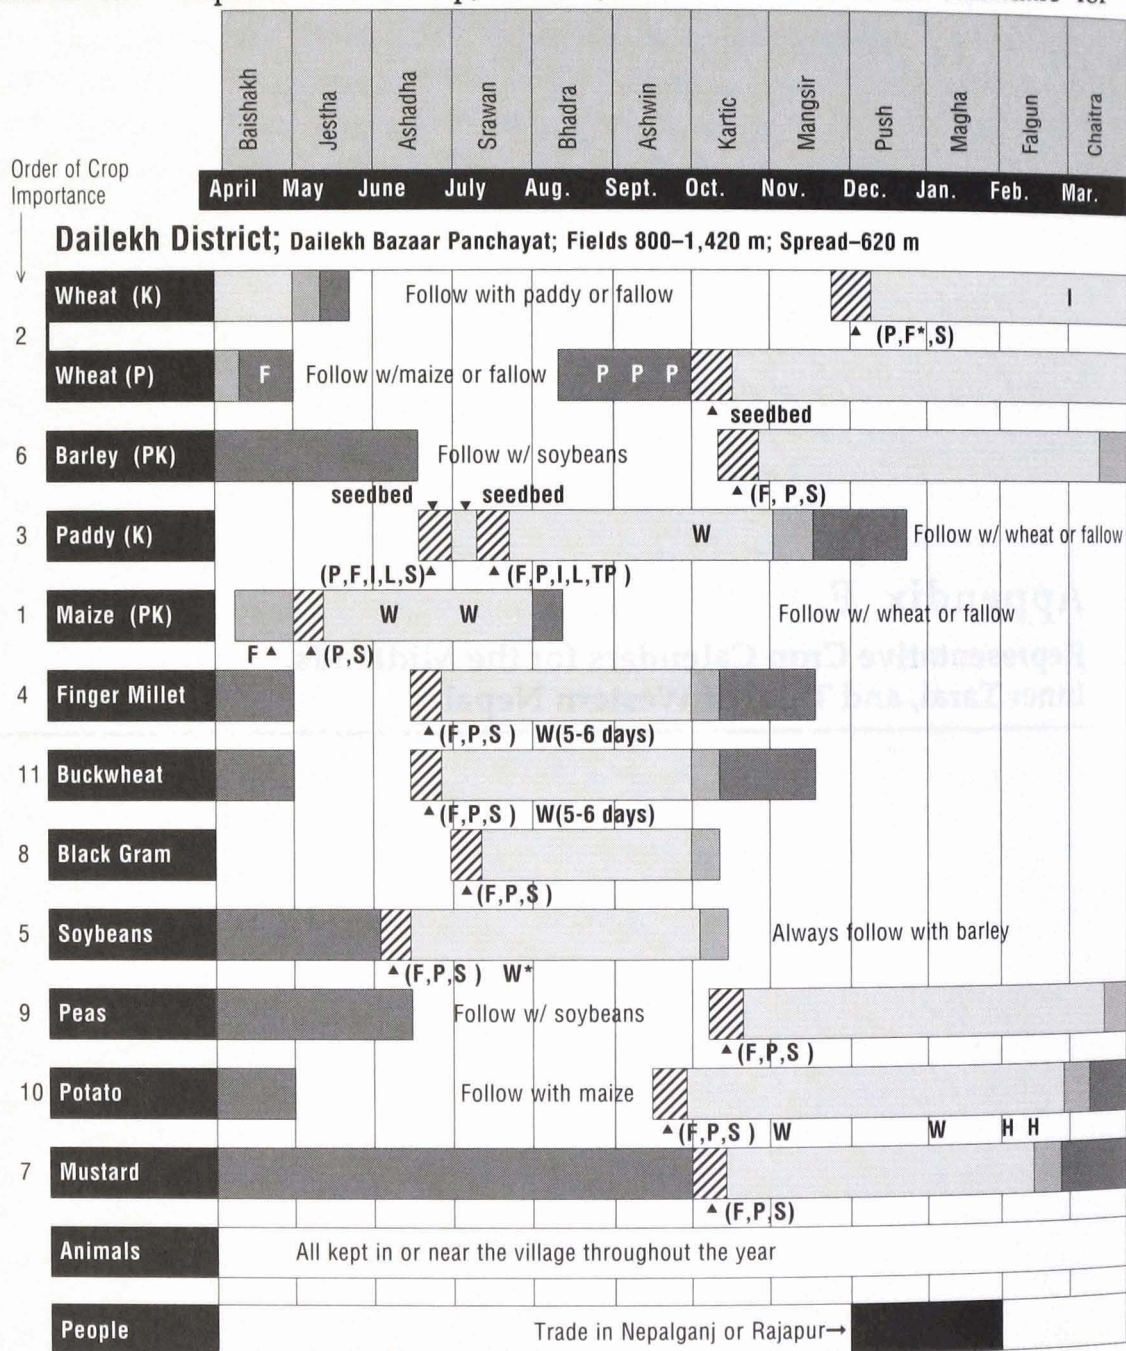 Baishakh Jestha Ashadha Srawan Bhadra Ashwin Kartic Mangsir Push Magha Falgun Chaitra
Order of Crop
Importance
April May June July Aug. Sept. Oct. Nov. Dec. Jan. Feb. Mar.
Dailekh District; Dailekh Bazaar Panchayat; Fields 800–1,420 m; Spread–620 m
Wheat (K) Follow with paddy or fallow I
2 ▲ (P,F*,S)
Wheat (P) F Follow w/maize or fallow P P P
▲ seedbed
6 Barley (PK) Follow w/ soybeans
seedbed ▼ ▼ seedbed ▲ (F, P,S)
3 Paddy (K) W Follow w/ wheat or fallow
(P,F,I,L,S)▲ ▲ (F,P,I,L,TP )
1 Maize (PK) W W Follow w/ wheat or fallow
F ▲ ▲ (P,S)
4 Finger Millet
▲ (F,P,S ) W(5-6 days)
11 Buckwheat
▲ (F,P,S ) W(5-6 days)
8 Black Gram
▲ (F,P,S )
5 Soybeans Always follow with barley
▲ (F,P,S ) W*
9 Peas Follow w/ soybeans
▲ (F,P,S )
10 Potato Follow with maize
▲ (F,P,S ) W W H H
7 Mustard
▲ (F,P,S)
Animals All kept in or near the village throughout the year
People Trade in Nepalganj or Rajapur→